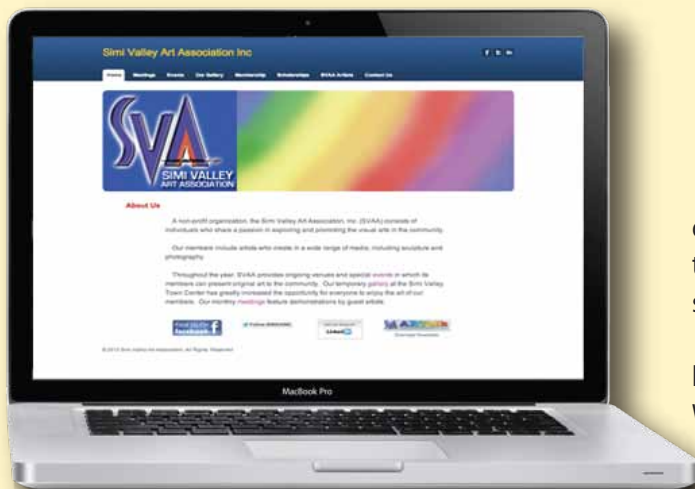 Simi Valley Art Association Inc
Home Meetings Events Our Gallery Membership Scholarships SVAA Artists Contact Us
SVA
SIMI VALLEY
ART ASSOCIATION
About Us
A non-profit organization, the Simi Valley Art Association, Inc. (SVAA) consists of
individuals who share a passion in exploring and promoting the visual arts in the community.
Our members include artists who create in a wide range of media, including sculpture and
photography.
Throughout the year, SVAA provides ongoing venues and special events in which its
members can present original art to the community. Our temporary gallery at the Simi Valley
Town Center has greatly increased the opportunity for everyone to enjoy the art of our
members. Our monthly meetings feature demonstrations by guest artists.
Find us on
facebook
Follow
LinkedIn
MacBook Pro